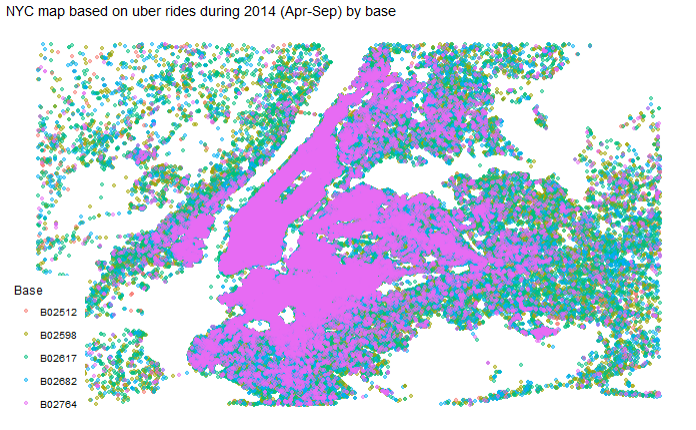 NYC map based on uber rides during 2014 (Apr-Sep) by base
Base
B02512
B02598
B02617
B02682
B02764